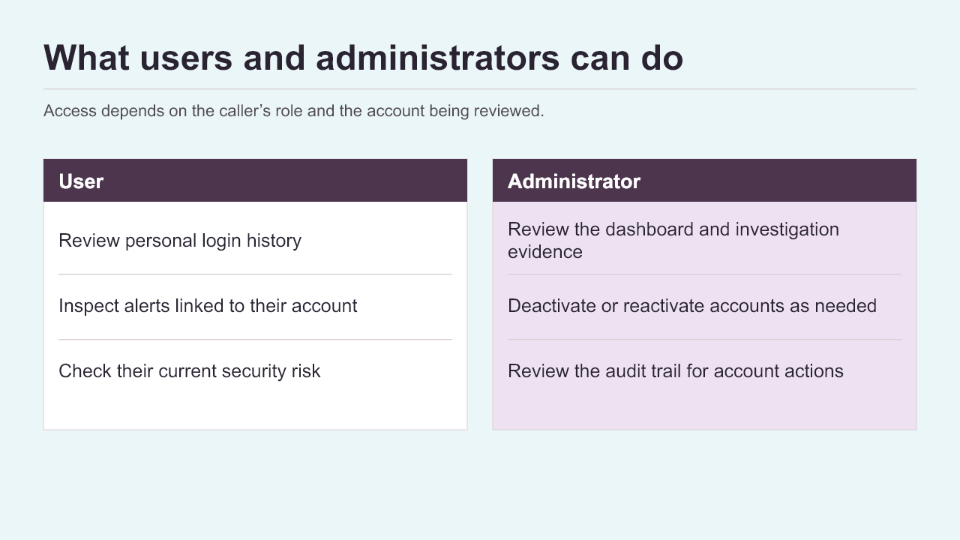 What users and administrators can do
Access depends on the caller’s role and the account being reviewed.
User
Review personal login history
Inspect alerts linked to their account
Check their current security risk
Administrator
Review the dashboard and investigation
evidence
Deactivate or reactivate accounts as needed
Review the audit trail for account actions